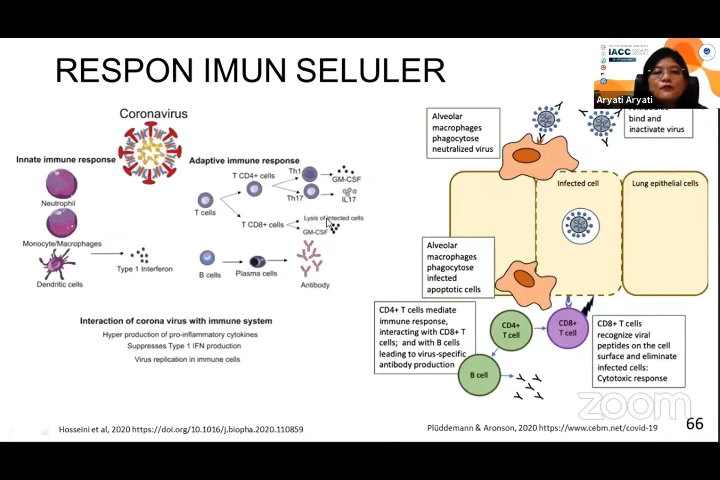 RESPON IMUN SELULER
IACC
Aryati Aryati
Coronavirus
Innate immune response
Adaptive immune response
Neutrophil
Monocyte/Macrophages
Dendritic cells
Type 1 Interferon
T cells
T CD4+ cells
Th1
Th17
GM-CSF
IL17
T CD8+ cells
Lysis of infected cells
GM-CSF
B cells
Plasma cells
Antibody
Interaction of corona virus with immune system
Hyper production of pro-inflammatory cytokines
Suppresses Type 1 IFN production
Virus replication in immune cells
Hosseini et al, 2020 https://doi.org/10.1016/j.biopha.2020.110859
Alveolar
macrophages
phagocytose
neutralized virus
bind and
inactivate virus
Infected cell
Lung epithelial cells
Alveolar
macrophages
phagocytose
infected
apoptotic cells
CD4+ T cells mediate
immune response,
interacting with CD8+ T
cells; and with B cells
leading to virus-specific
antibody production
CD4+
T cell
CD8+
T cell
B cell
CD8+ T cells
recognize viral
peptides on the cell
surface and eliminate
infected cells:
Cytotoxic response
zoom
Plüddemann & Aronson, 2020 https://www.cebm.net/covid-19
66